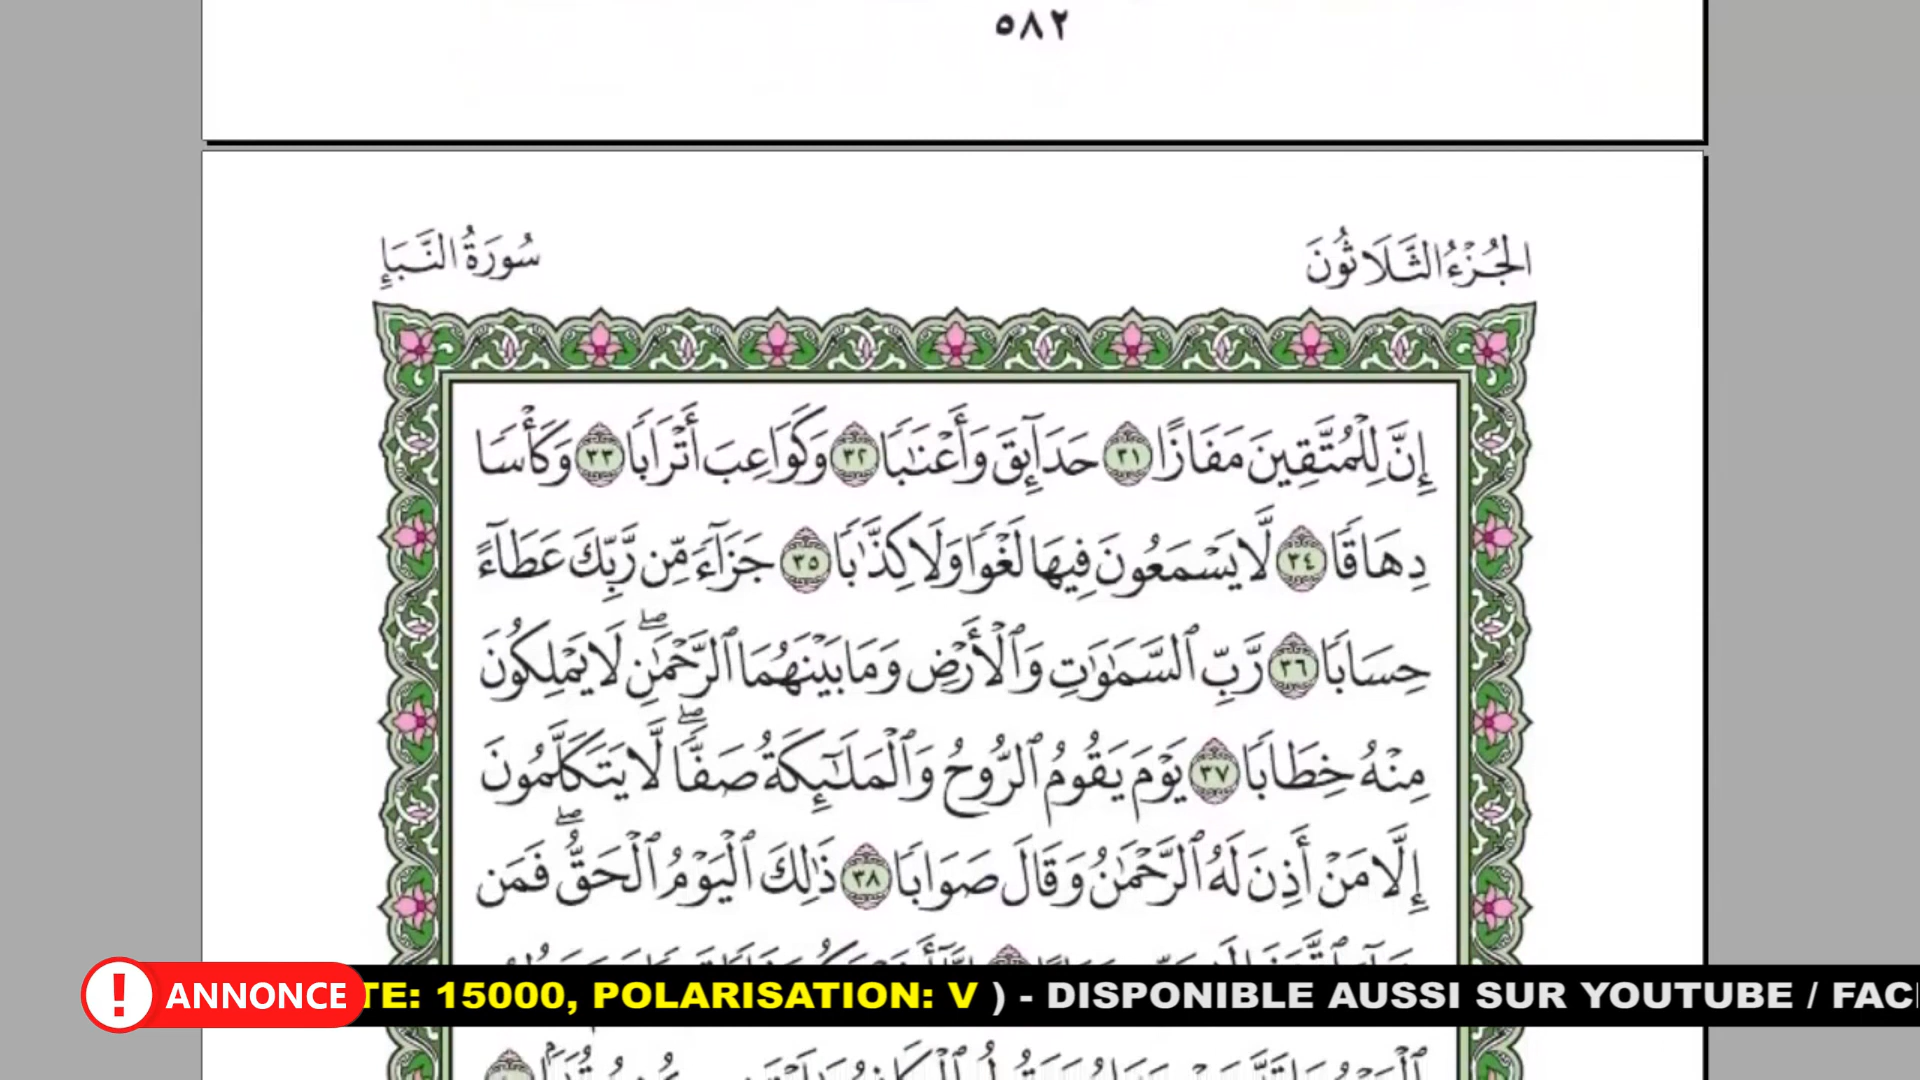 ٥٨٢
الجُزْءُ الثَّلَاثُونَ
سُورَةُ النَّبَإِ
إِنَّ لِلْمُتَّقِينَ مَفَازًا ٣١ حَدَآئِقَ وَأَعْنَٰبٗا ٣٢ وَكَوَاعِبَ أَتْرَابٗا ٣٣ وَكَأْسٗا
دِهَاقٗا ٣٤ لَّا يَسْمَعُونَ فِيهَا لَغْوٗا وَلَا كِذَّٰبٗا ٣٥ جَزَآءٗ مِّن رَّبِّكَ عَطَآءً
حِسَابٗا ٣٦ رَّبِّ ٱلسَّمَٰوَٰتِ وَٱلْأَرْضِ وَمَا بَيْنَهُمَا ٱلرَّحْمَٰنِۖ لَا يَمْلِكُونَ
مِنْهُ خِطَابٗا ٣٧ يَوْمَ يَقُومُ ٱلرُّوحُ وَٱلْمَلَٰٓئِكَةُ صَفّٗاۖ لَّا يَتَكَلَّمُونَ
إِلَّا مَنْ أَذِنَ لَهُ ٱلرَّحْمَٰنُ وَقَالَ صَوَابٗا ٣٨ ذَٰلِكَ ٱلْيَوْمُ ٱلْحَقُّۖ فَمَن
ANNONCE
TE: 15000, POLARISATION: V ) - DISPONIBLE AUSSI SUR YOUTUBE / FAC